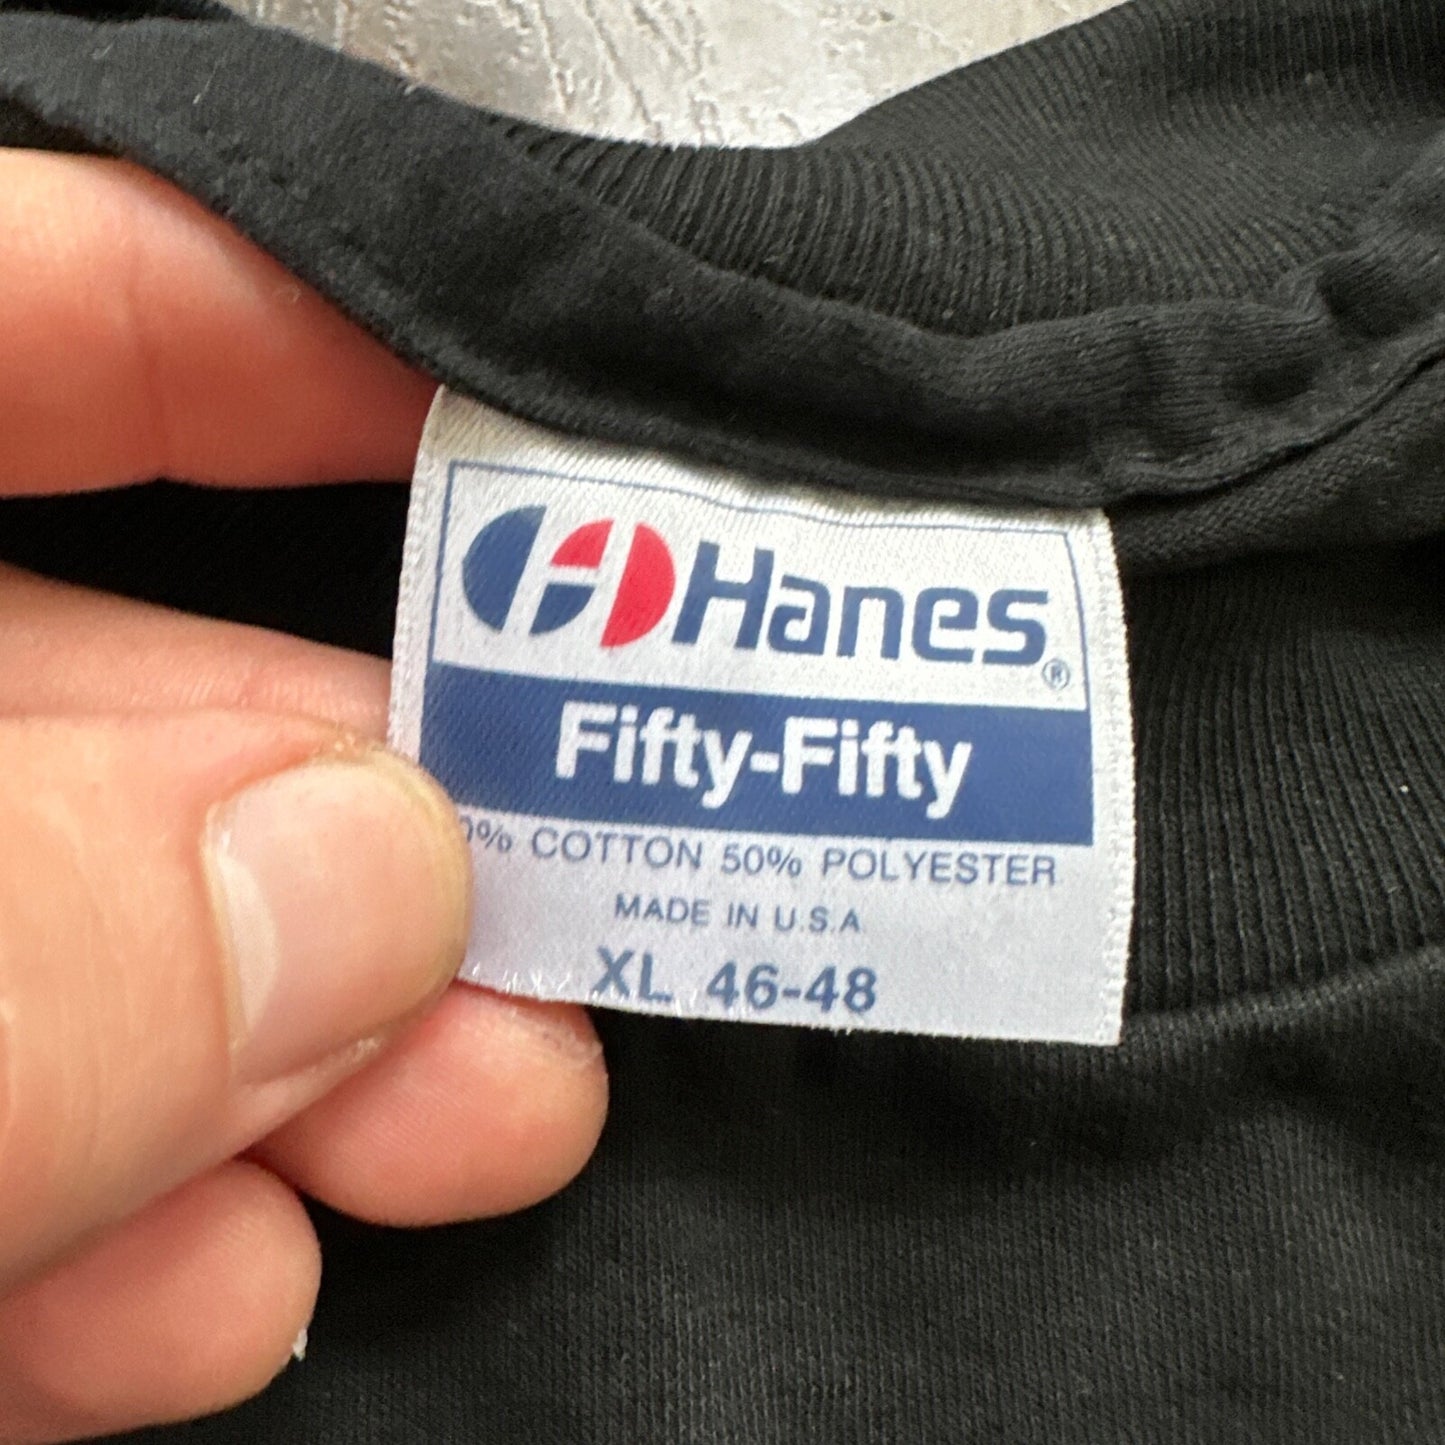 Hanes®
Fifty-Fifty
0% COTTON 50% POLYESTER
MADE IN U.S.A
XL 46-48